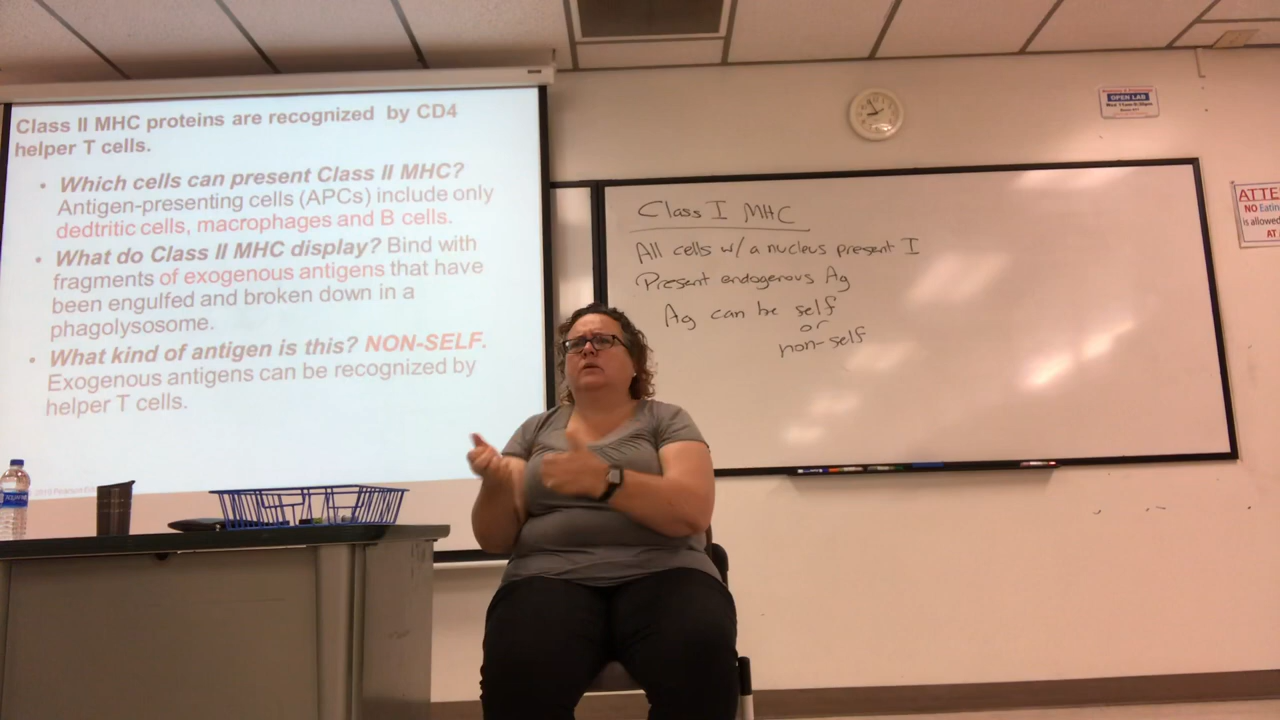 Class II MHC proteins are recognized by CD4
helper T cells.
• Which cells can present Class II MHC?
Antigen-presenting cells (APCs) include only
dedtritic cells, macrophages and B cells.
• What do Class II MHC display? Bind with
fragments of exogenous antigens that have
been engulfed and broken down in a
phagolysosome.
• What kind of antigen is this? NON-SELF.
Exogenous antigens can be recognized by
helper T cells.
Class I MHC
All cells w/ a nucleus present I
Present endogenous Ag
Ag can be self
or
non-self
OPEN LAB
ATTE
NO Eatin
is allowed
AT